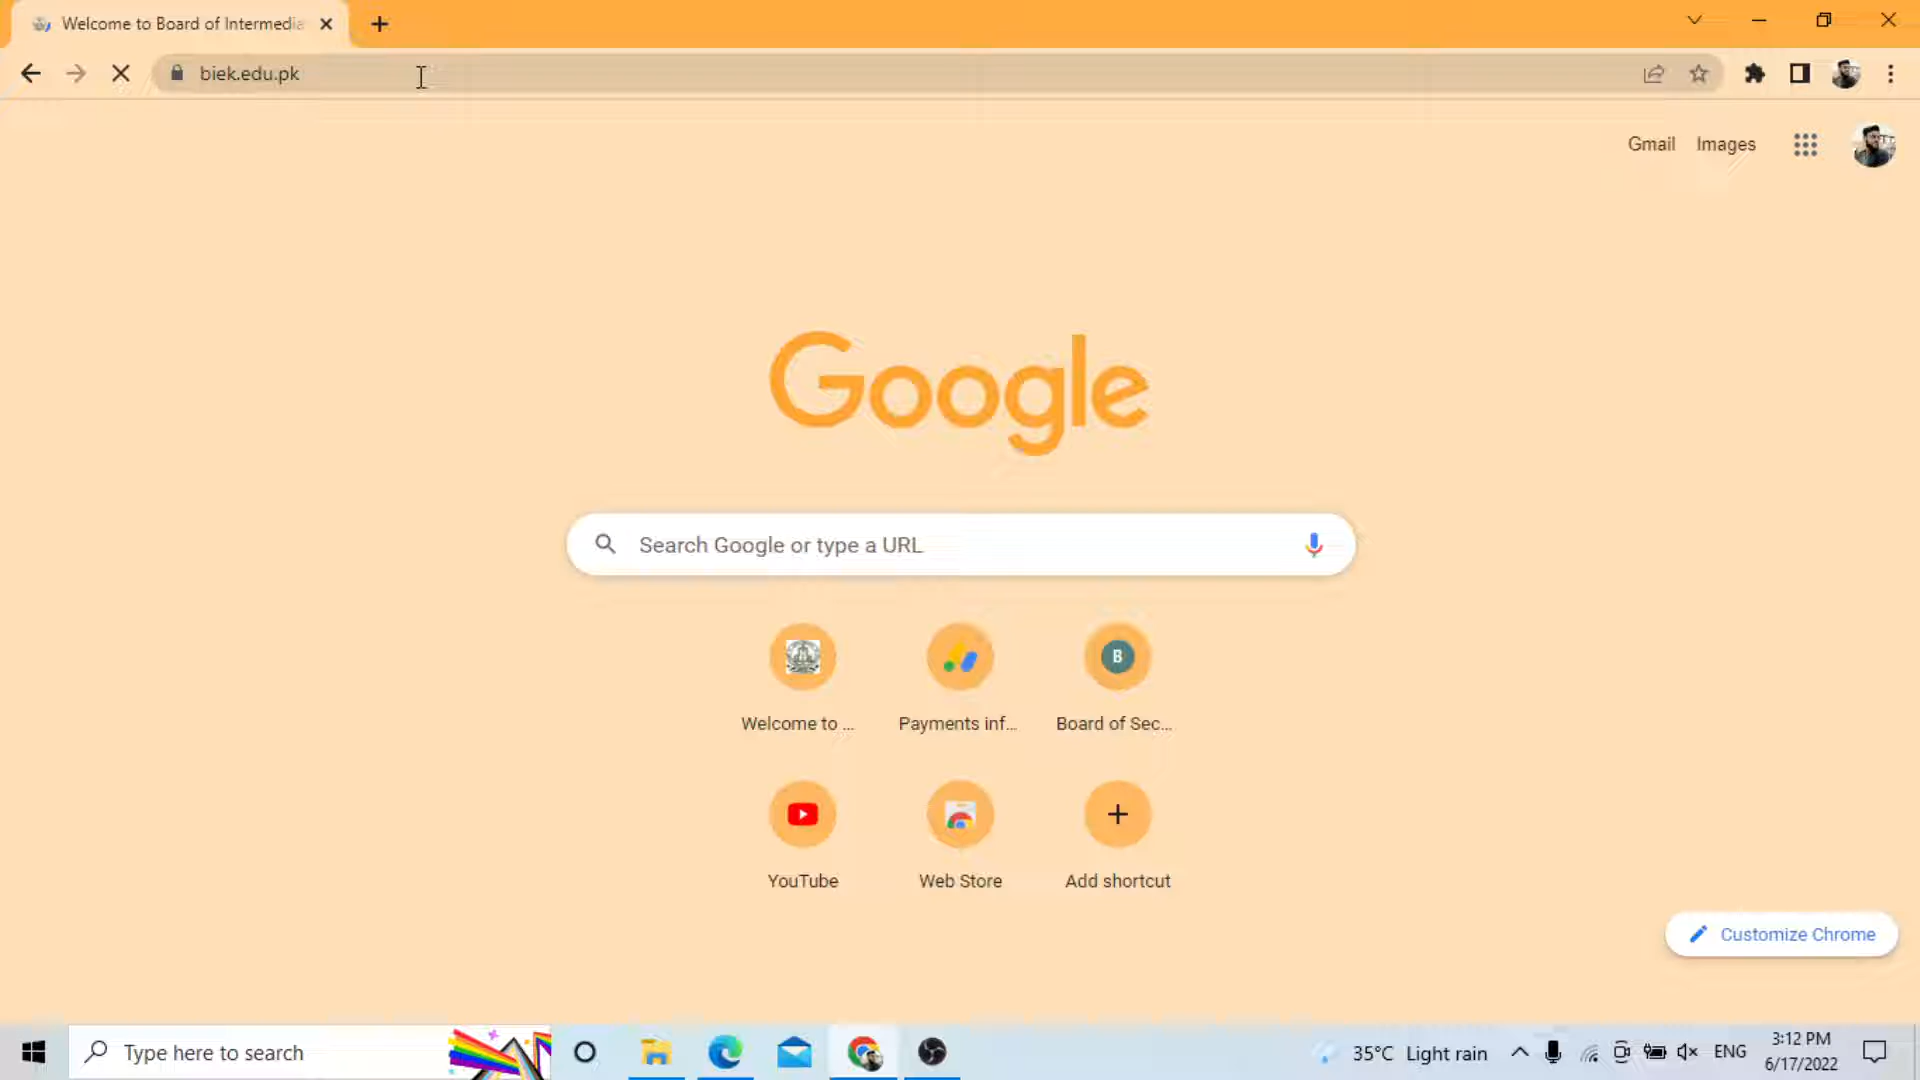 Welcome to Board of Intermedia
biek.edu.pk
Gmail Images
Google
Search Google or type a URL
B
Welcome to ... Payments inf... Board of Sec...
YouTube Web Store Add shortcut
Customize Chrome
Type here to search
35°C Light rain
ENG
3:12 PM
6/17/2022